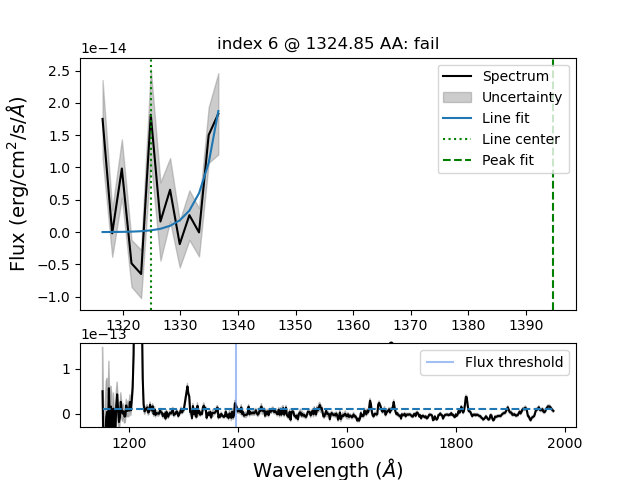 index 6 @ 1324.85 AA: fail
1e−14
2.5
2.0
1.5
1.0
0.5
0.0
−0.5
−1.0
Flux (erg/cm²/s/Å)
Spectrum
Uncertainty
Line fit
Line center
Peak fit
1320 1330 1340 1350 1360 1370 1380 1390
1e−13
1
0
Flux threshold
1200 1400 1600 1800 2000
Wavelength (Å)